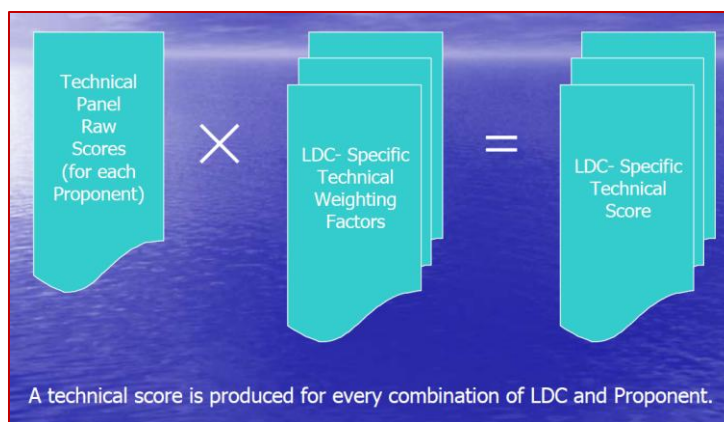 Technical
Panel
Raw
Scores
(for each
Proponent)
×
LDC- Specific
Technical
Weighting
Factors
=
LDC- Specific
Technical
Score
A technical score is produced for every combination of LDC and Proponent.